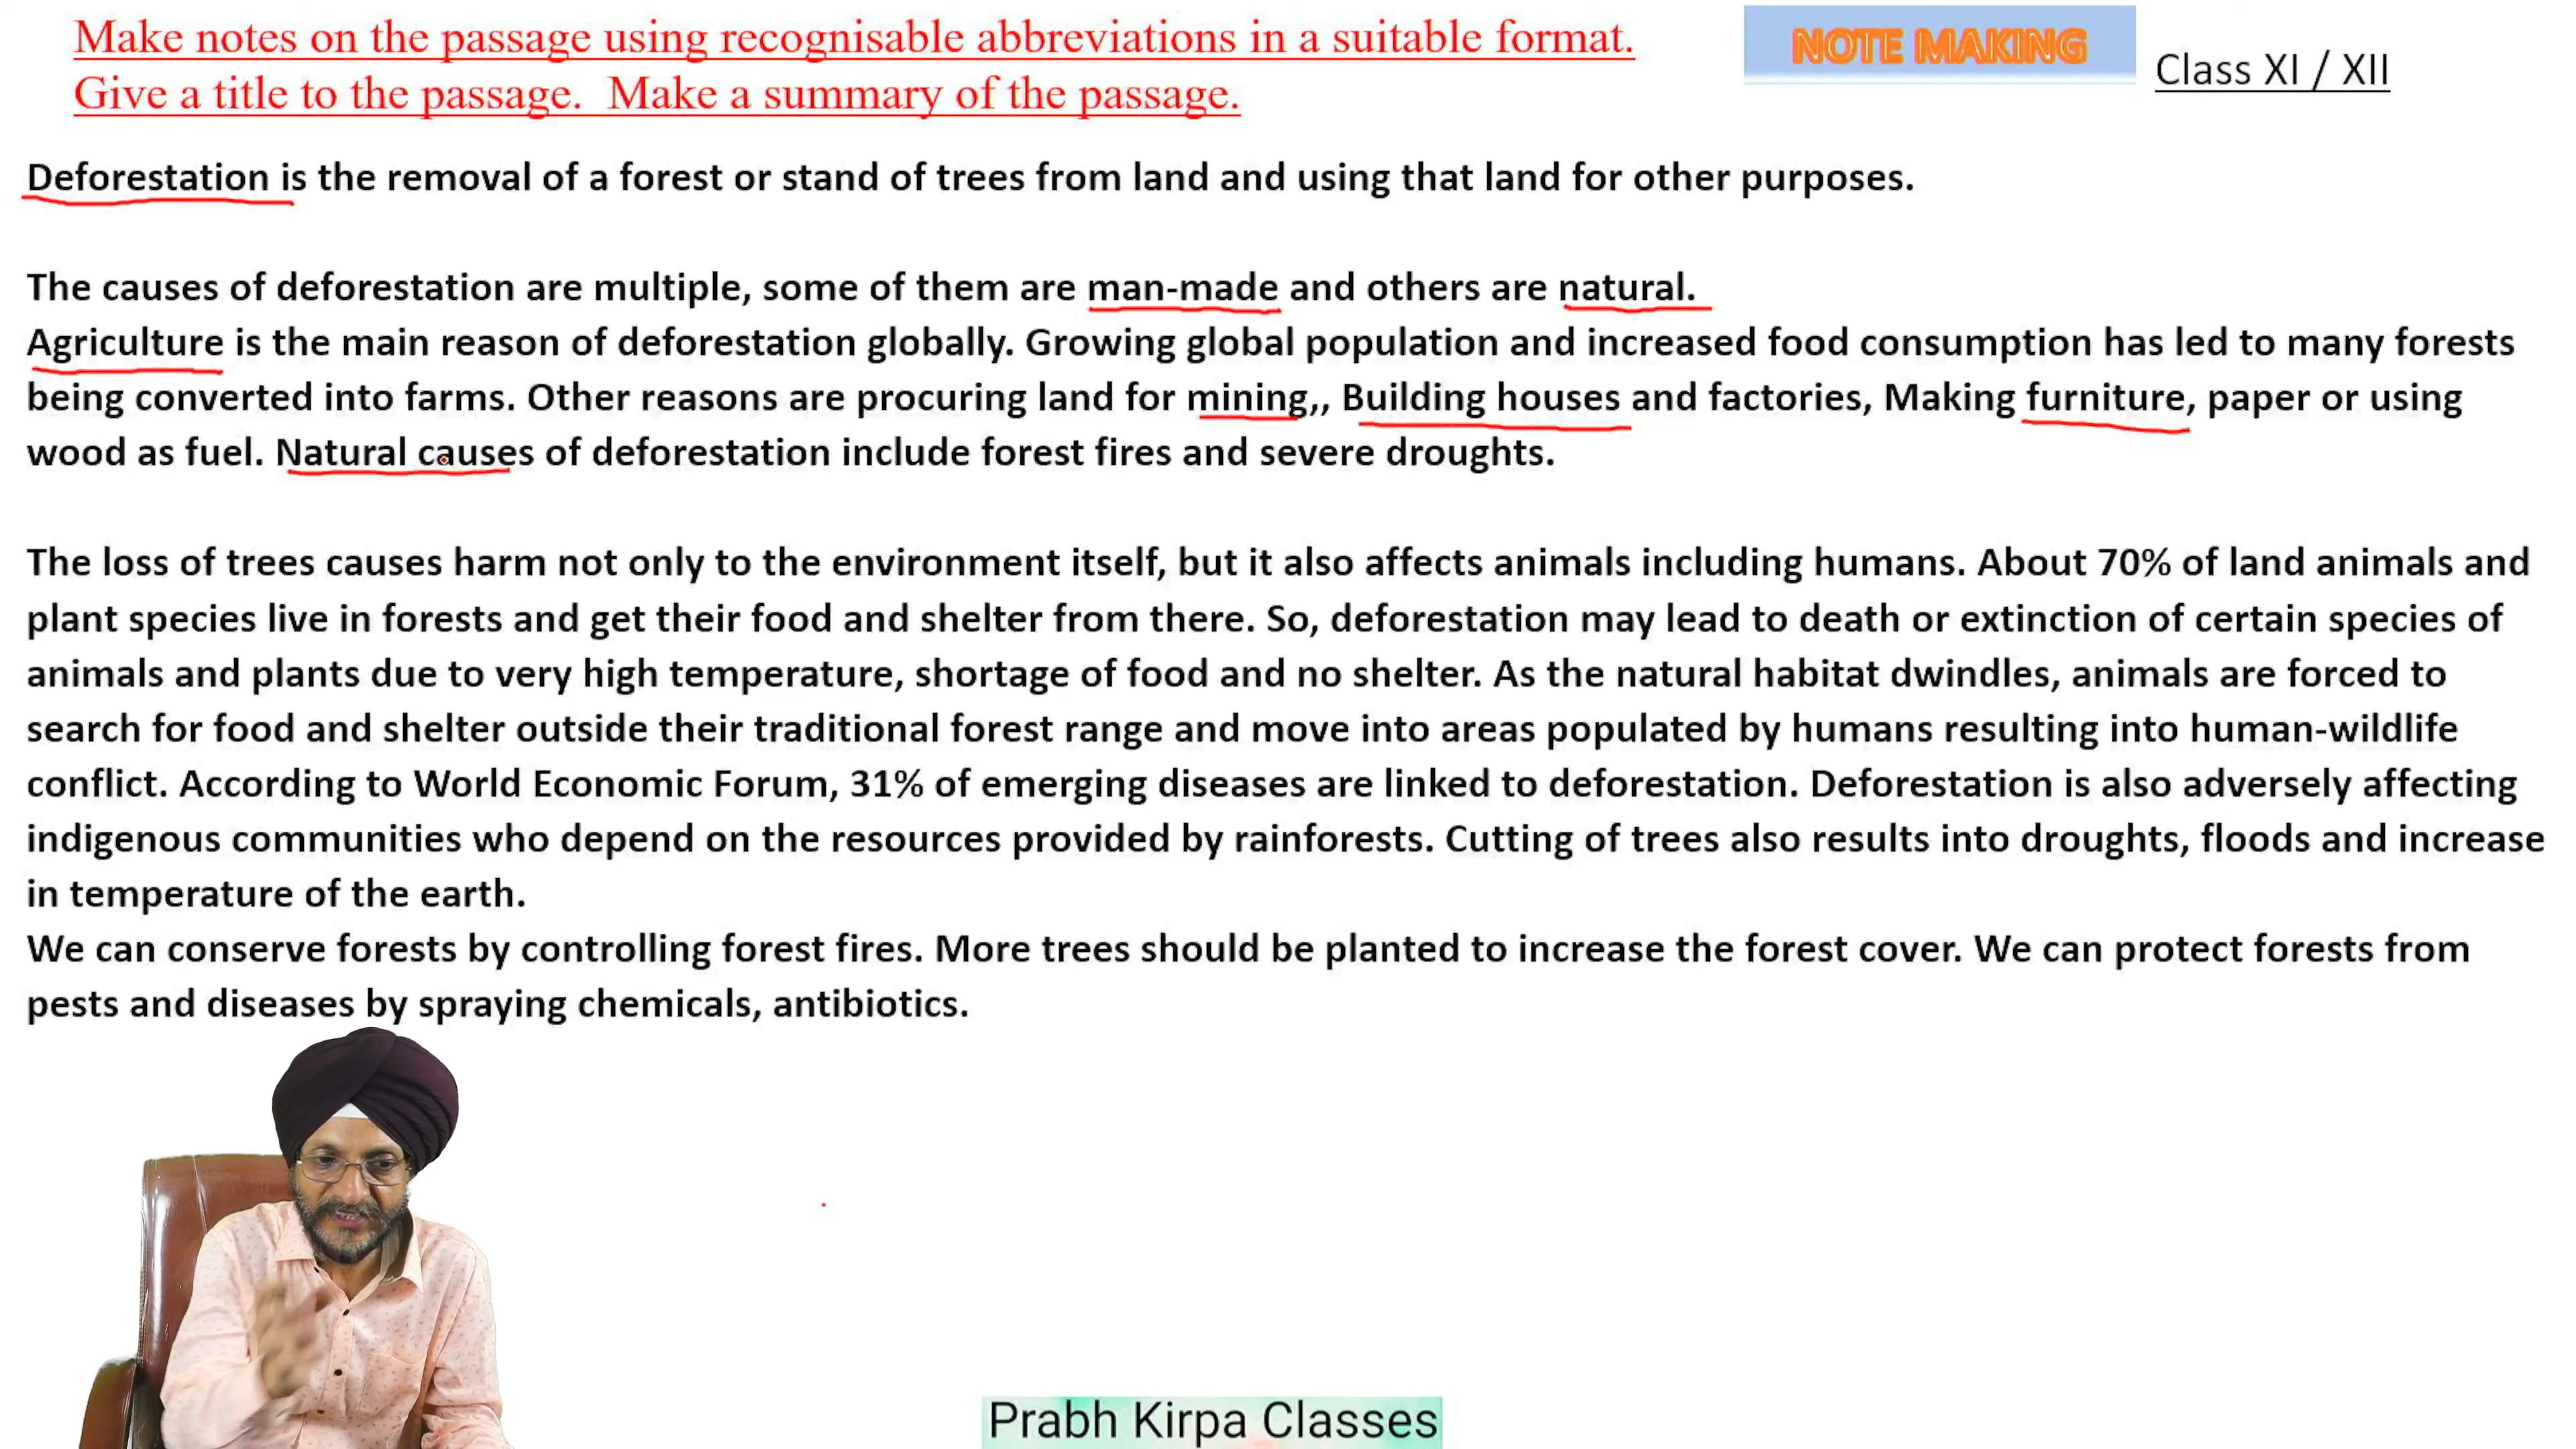 Make notes on the passage using recognisable abbreviations in a suitable format.
Give a title to the passage.  Make a summary of the passage.
NOTE MAKING
Class XI / XII
Deforestation is the removal of a forest or stand of trees from land and using that land for other purposes.
The causes of deforestation are multiple, some of them are man-made and others are natural.
Agriculture is the main reason of deforestation globally. Growing global population and increased food consumption has led to many forests
being converted into farms. Other reasons are procuring land for mining,, Building houses and factories, Making furniture, paper or using
wood as fuel. Natural causes of deforestation include forest fires and severe droughts.
The loss of trees causes harm not only to the environment itself, but it also affects animals including humans. About 70% of land animals and
plant species live in forests and get their food and shelter from there. So, deforestation may lead to death or extinction of certain species of
animals and plants due to very high temperature, shortage of food and no shelter. As the natural habitat dwindles, animals are forced to
search for food and shelter outside their traditional forest range and move into areas populated by humans resulting into human-wildlife
conflict. According to World Economic Forum, 31% of emerging diseases are linked to deforestation. Deforestation is also adversely affecting
indigenous communities who depend on the resources provided by rainforests. Cutting of trees also results into droughts, floods and increase
in temperature of the earth.
We can conserve forests by controlling forest fires. More trees should be planted to increase the forest cover. We can protect forests from
pests and diseases by spraying chemicals, antibiotics.
Prabh Kirpa Classes